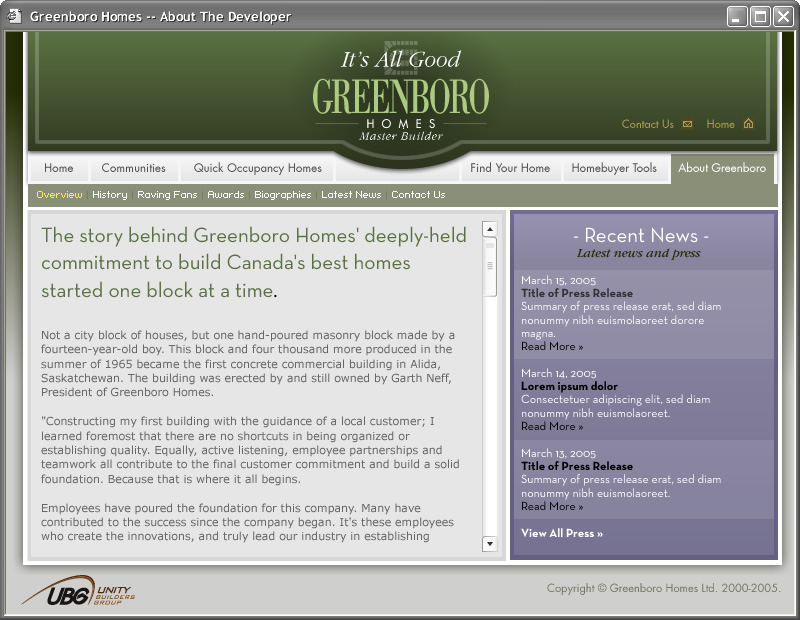 Greenboro Homes -- About The Developer
It's All Good
GREENBORO
HOMES
Master Builder
Contact Us
Home
Home
Communities
Quick Occupancy Homes
Find Your Home
Homebuyer Tools
About Greenboro
Overview | History | Raving Fans | Awards | Biographies | Latest News | Contact Us
The story behind Greenboro Homes' deeply-held
commitment to build Canada's best homes
started one block at a time.
Not a city block of houses, but one hand-poured masonry block made by a
fourteen-year-old boy. This block and four thousand more produced in the
summer of 1965 became the first concrete commercial building in Alida,
Saskatchewan. The building was erected by and still owned by Garth Neff,
President of Greenboro Homes.
"Constructing my first building with the guidance of a local customer; I
learned foremost that there are no shortcuts in being organized or
establishing quality. Equally, active listening, employee partnerships and
teamwork all contribute to the final customer commitment and build a solid
foundation. Because that is where it all begins.
Employees have poured the foundation for this company. Many have
contributed to the success since the company began. It's these employees
who create the innovations, and truly lead our industry in establishing
- Recent News -
Latest news and press
March 15, 2005
Title of Press Release
Summary of press release erat, sed diam
nonummy nibh euismolaoreet dorore
magna.
Read More »
March 14, 2005
Lorem ipsum dolor
Consectetuer adipiscing elit, sed diam
nonummy nibh euismolaoreet.
Read More »
March 13, 2005
Title of Press Release
Summary of press release erat, sed diam
nonummy nibh euismolaoreet.
Read More »
View All Press »
UBG UNITY
BUILDERS
GROUP
Copyright © Greenboro Homes Ltd. 2000-2005.